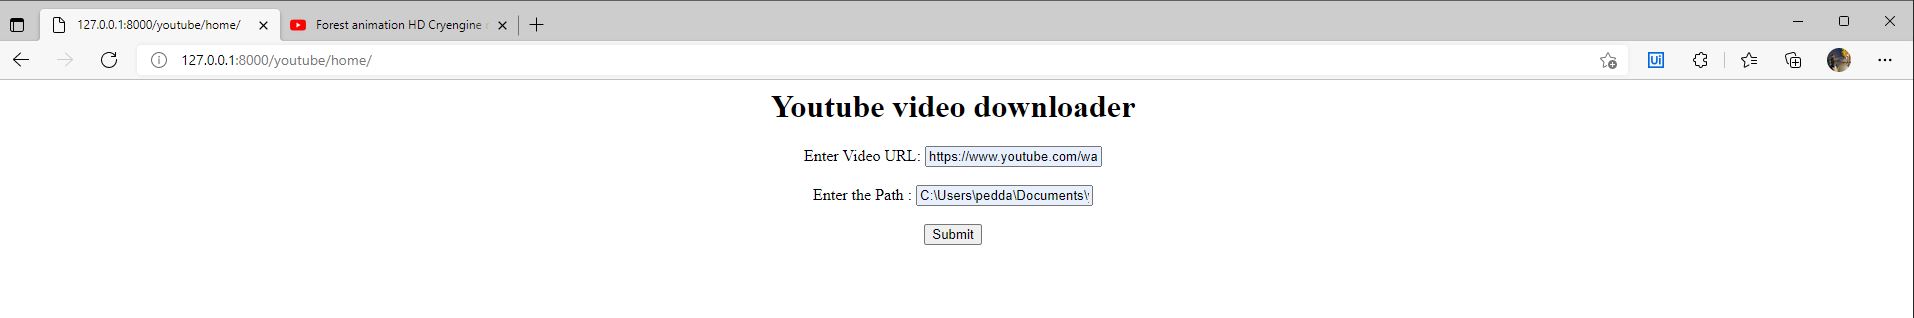 127.0.0.1:8000/youtube/home/
Forest animation HD Cryengine
127.0.0.1:8000/youtube/home/
Ui
Youtube video downloader
Enter Video URL: https://www.youtube.com/wa
Enter the Path : C:\Users\pedda\Documents\
Submit